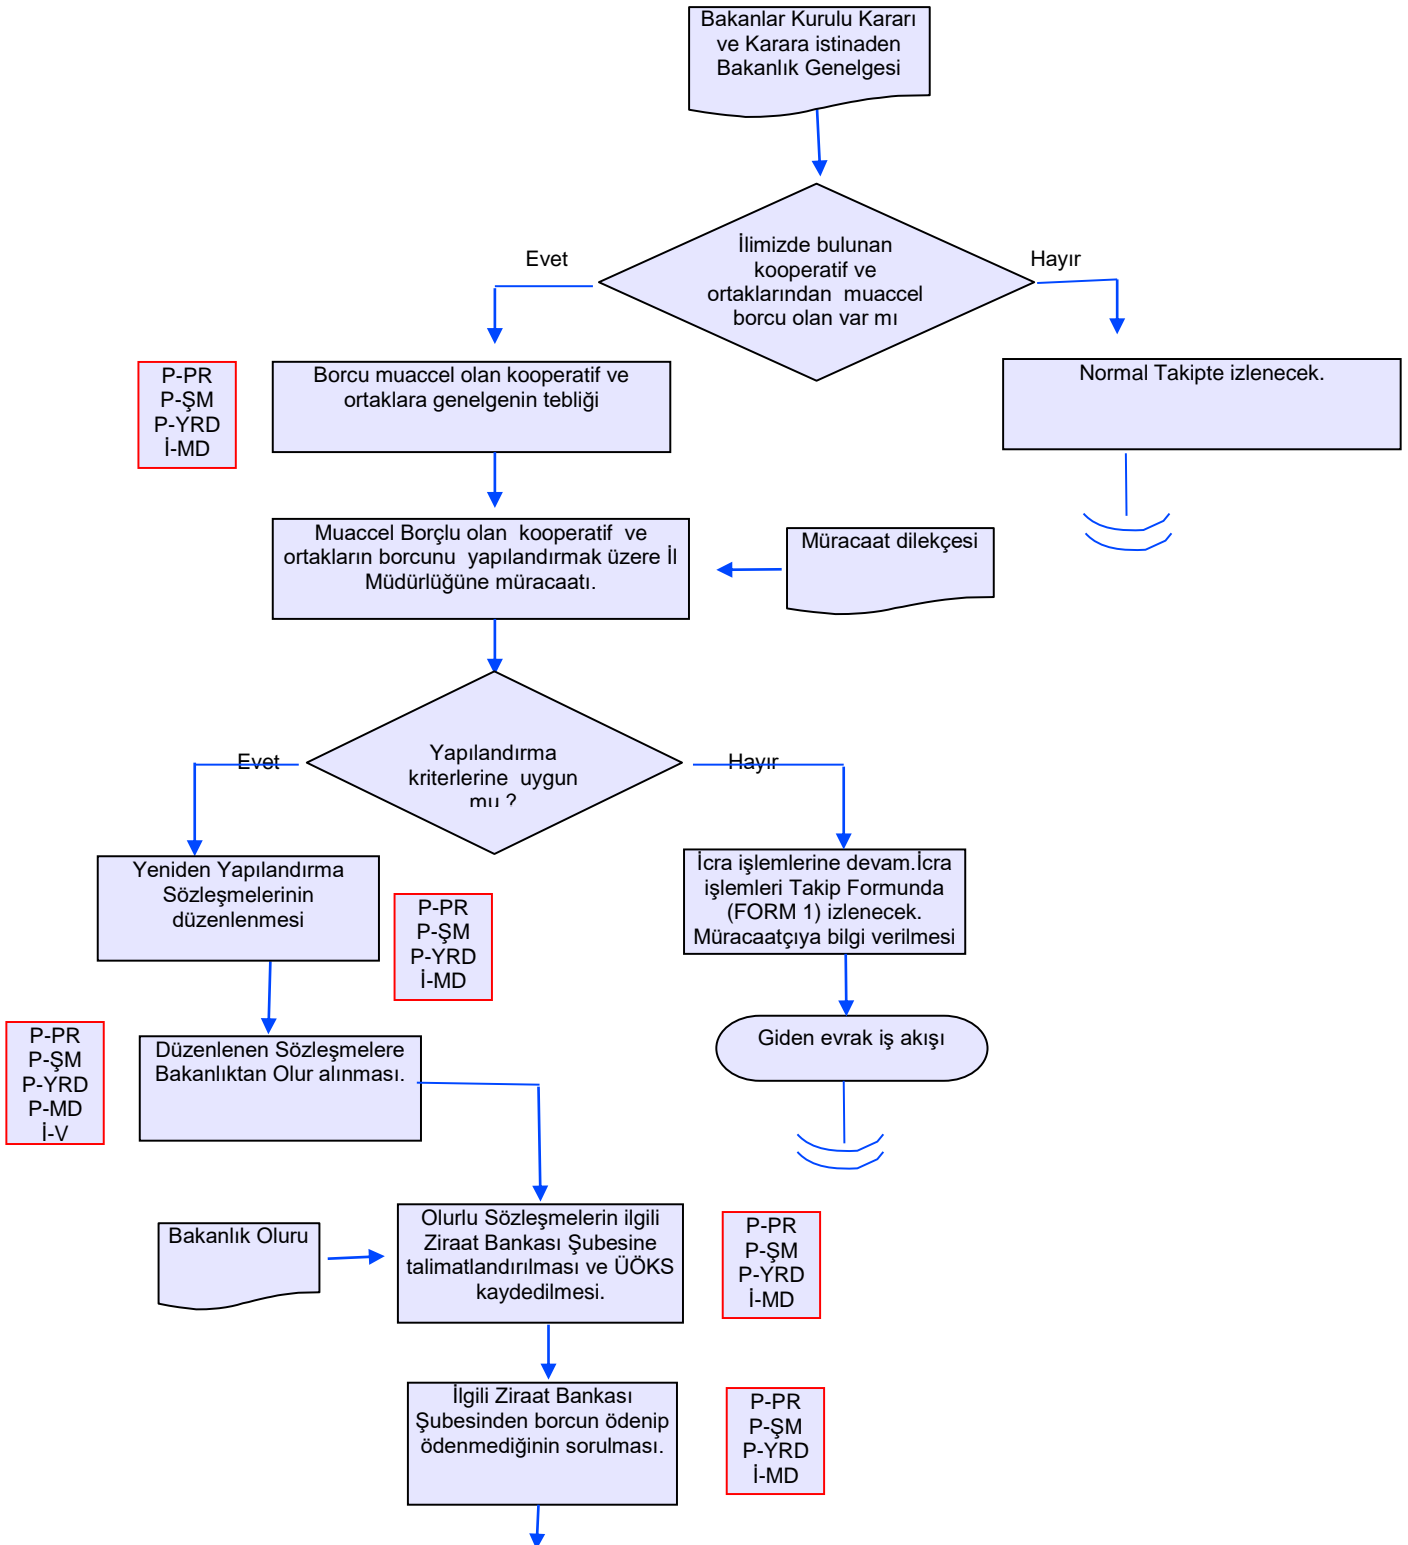 Bakanlar Kurulu Kararı
ve Karara istinaden
Bakanlık Genelgesi
Evet
İlimizde bulunan
kooperatif ve
ortaklarından muaccel
borcu olan var mı
Hayır
P-PR
P-ŞM
P-YRD
İ-MD
Borcu muaccel olan kooperatif ve
ortaklara genelgenin tebliği
Normal Takipte izlenecek.
Muaccel Borçlu olan kooperatif ve
ortakların borcunu yapılandırmak üzere İl
Müdürlüğüne müracaatı.
Müracaat dilekçesi
Evet
Yapılandırma
kriterlerine uygun
mu ?
Hayır
Yeniden Yapılandırma
Sözleşmelerinin
düzenlenmesi
P-PR
P-ŞM
P-YRD
İ-MD
İcra işlemlerine devam.İcra
işlemleri Takip Formunda
(FORM 1) izlenecek.
Müracaatçıya bilgi verilmesi
P-PR
P-ŞM
P-YRD
P-MD
İ-V
Düzenlenen Sözleşmelere
Bakanlıktan Olur alınması.
Giden evrak iş akışı
Bakanlık Oluru
Olurlu Sözleşmelerin ilgili
Ziraat Bankası Şubesine
talimatlandırılması ve ÜÖKS
kaydedilmesi.
P-PR
P-ŞM
P-YRD
İ-MD
İlgili Ziraat Bankası
Şubesinden borcun ödenip
ödenmediğinin sorulması.
P-PR
P-ŞM
P-YRD
İ-MD